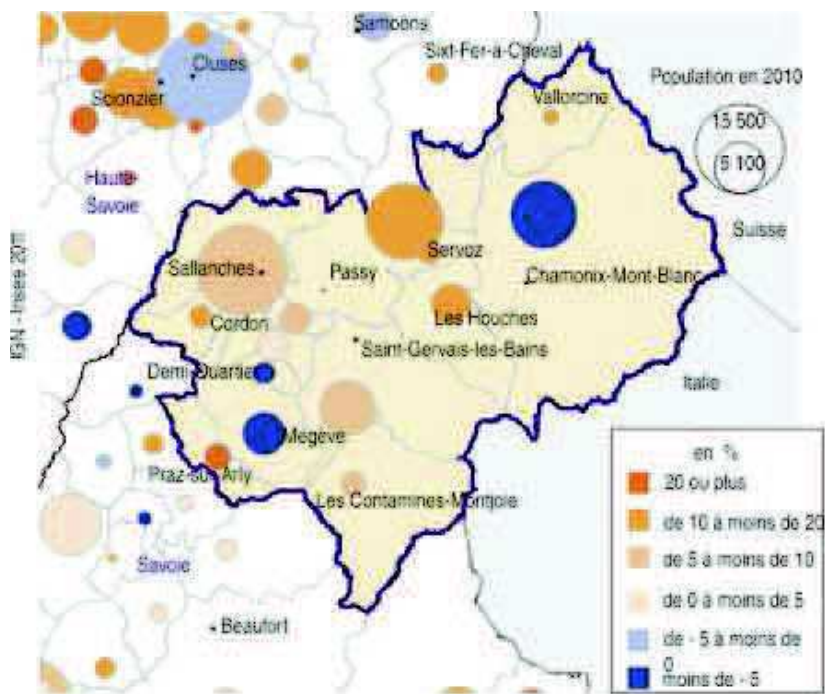 Samoëns
Sixt-Fer-à-Cheval
Cluses
Scionzier
Vallorcine
Population en 2010
15 500
5 100
Haute-
Savoie
Suisse
Servoz
Sallanches
Passy
Chamonix-Mont-Blanc
Cordon
Les Houches
Saint-Gervais-les-Bains
IGN - Insee 2011
Demi-Quartier
Italie
Megève
Praz-sur-Arly
Les Contamines-Montjoie
Savoie
Beaufort
en %
20 ou plus
de 10 à moins de 20
de 5 à moins de 10
de 0 à moins de 5
de - 5 à moins de
0
moins de - 5